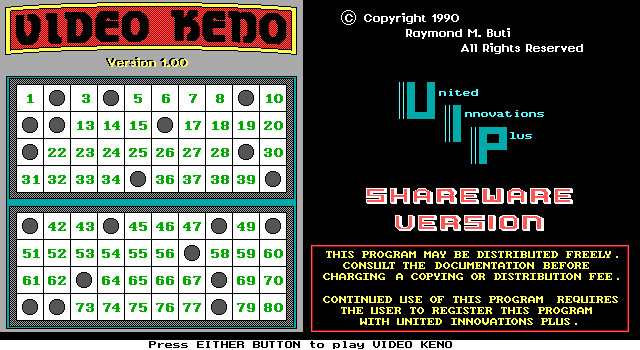 VIDEO KENO
Version 1.00
1 3 5 6 7 8 10
13 14 15 17 18 19 20
22 23 24 25 26 27 28 30
31 32 33 34 36 37 38 39
42 43 45 46 47 49
51 52 53 54 55 56 58 59 60
61 62 64 65 66 67 69 70
73 74 75 76 77 79 80
© Copyright 1990
Raymond M. Buti
All Rights Reserved
United
Innovations
Plus
SHAREWARE
VERSION
THIS PROGRAM MAY BE DISTRIBUTED FREELY.
CONSULT THE DOCUMENTATION BEFORE
CHARGING A COPYING OR DISTRIBUTION FEE.
CONTINUED USE OF THIS PROGRAM REQUIRES
THE USER TO REGISTER THIS PROGRAM
WITH UNITED INNOVATIONS PLUS.
Press EITHER BUTTON to play VIDEO KENO